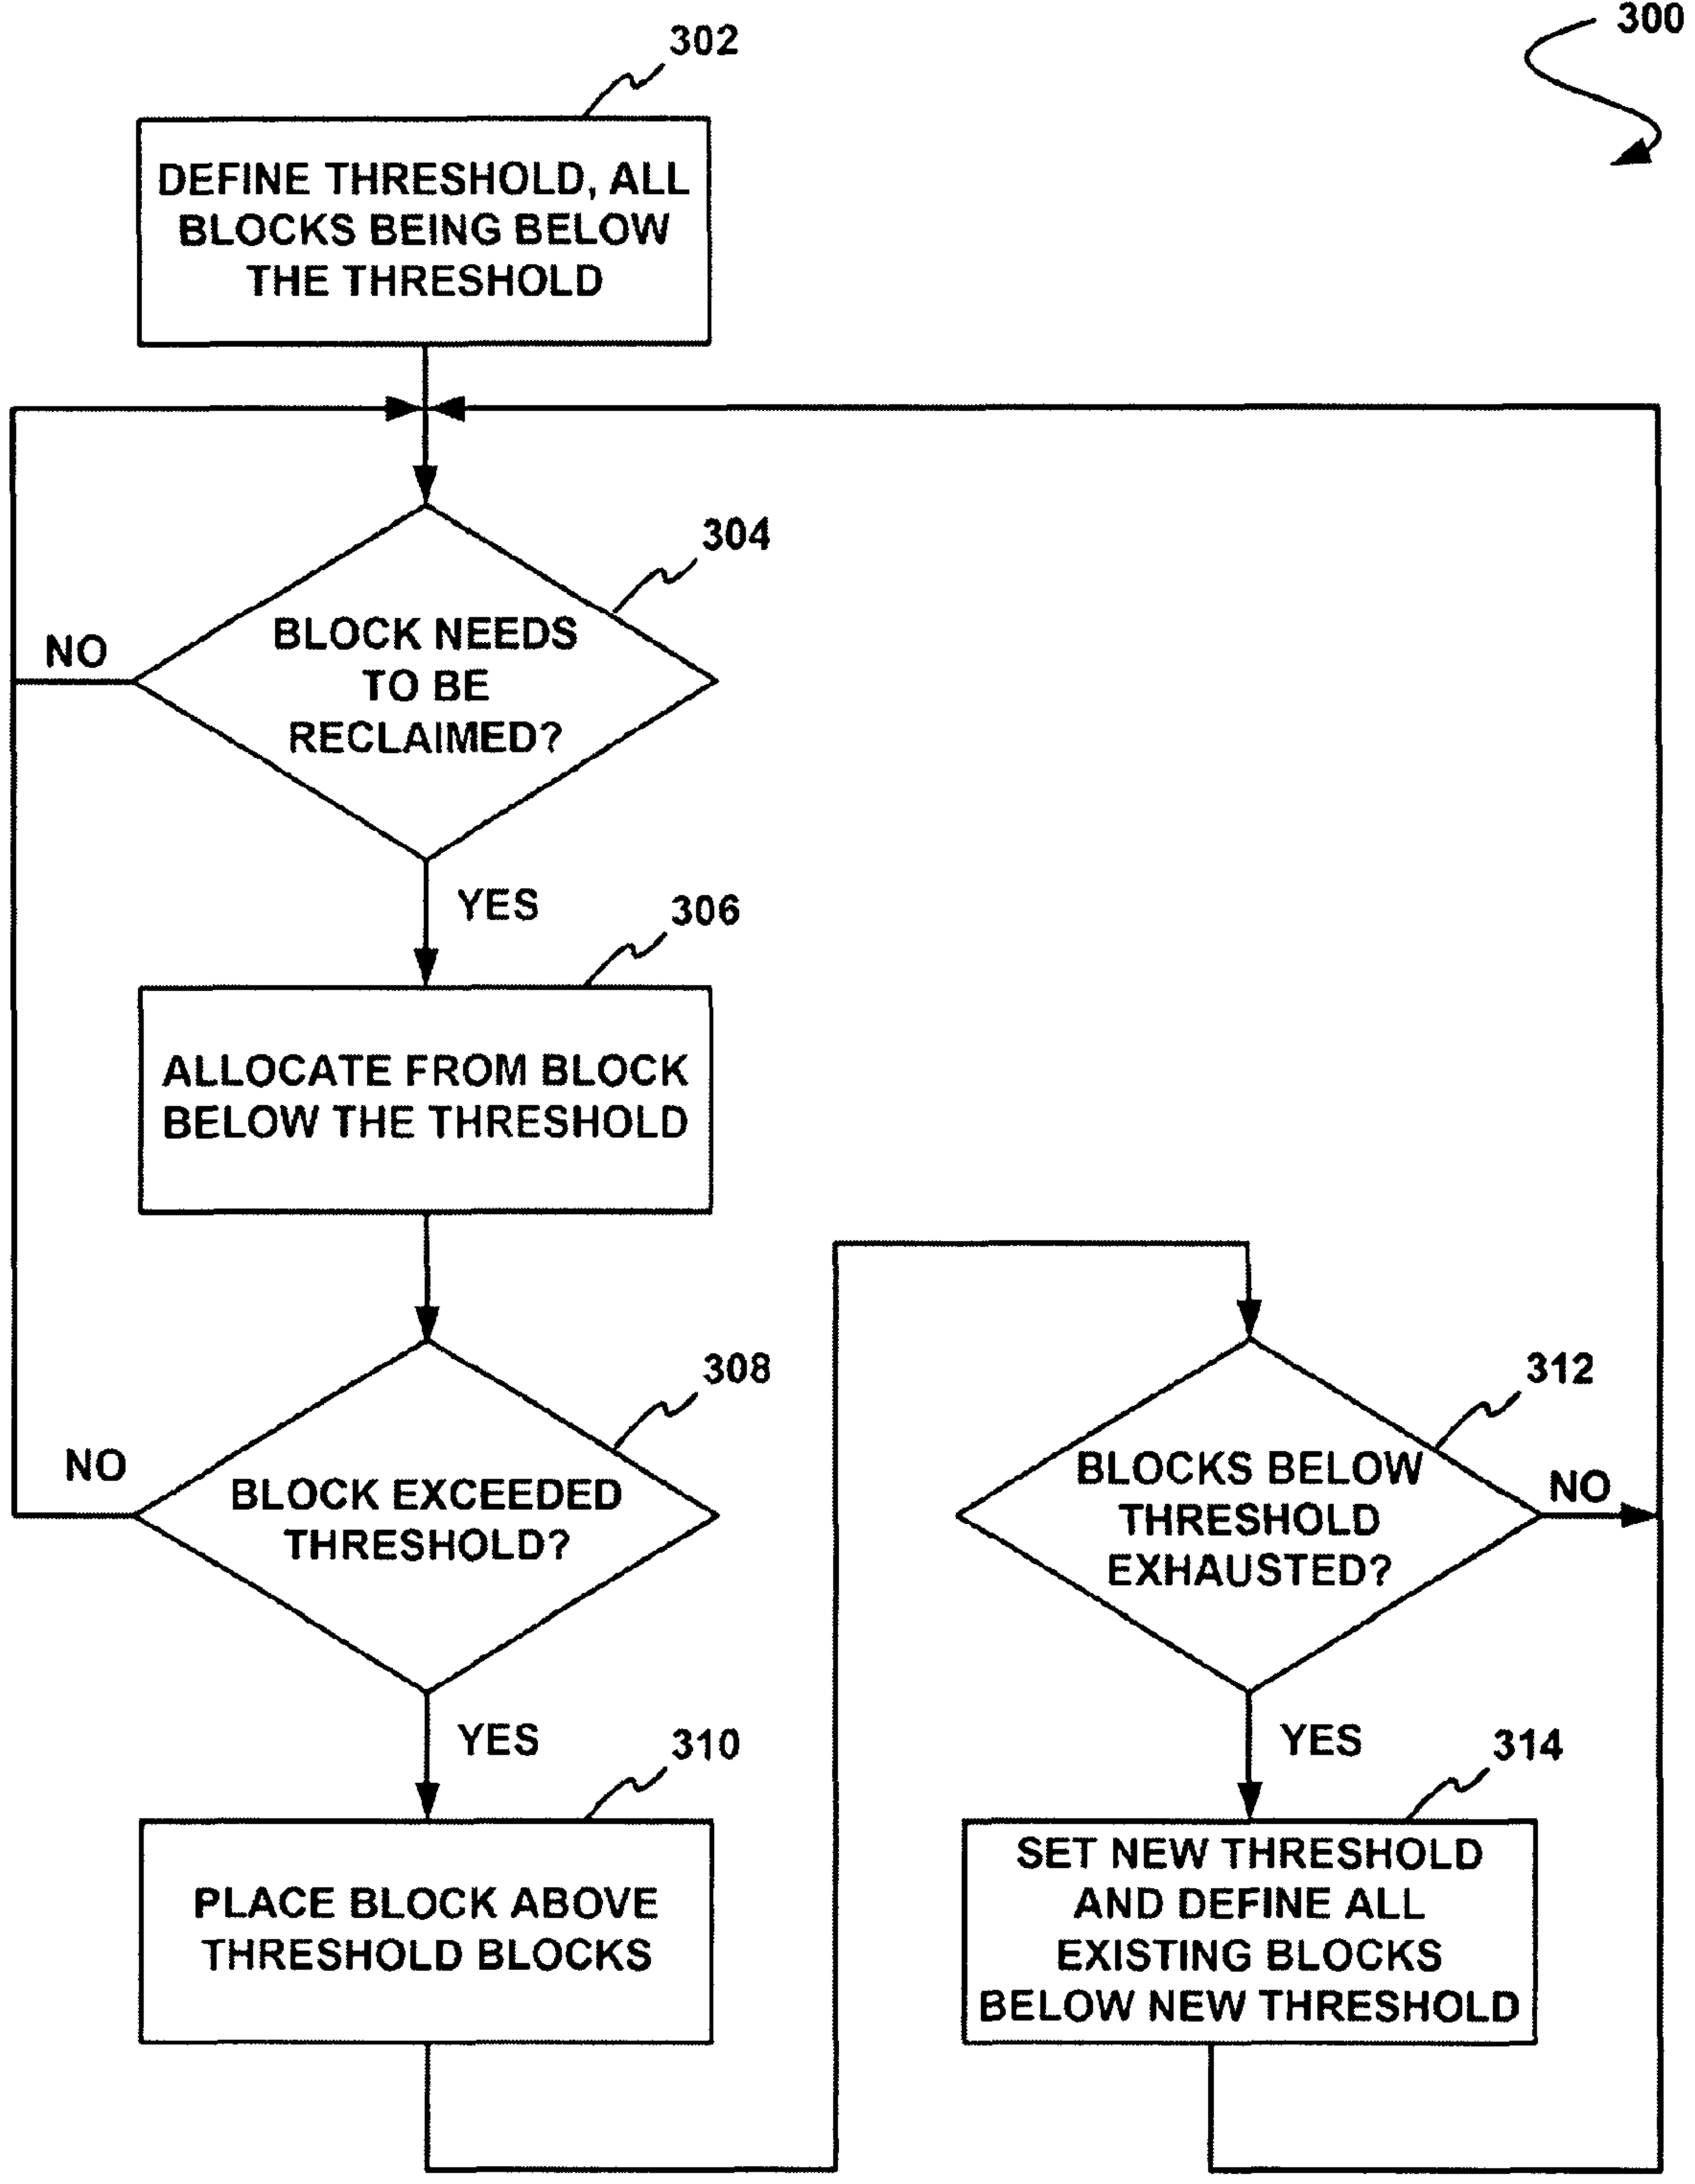 300
302
DEFINE THRESHOLD, ALL
BLOCKS BEING BELOW
THE THRESHOLD
304
BLOCK NEEDS
TO BE
RECLAIMED?
NO
YES
306
ALLOCATE FROM BLOCK
BELOW THE THRESHOLD
308
BLOCK EXCEEDED
THRESHOLD?
NO
YES
310
PLACE BLOCK ABOVE
THRESHOLD BLOCKS
312
BLOCKS BELOW
THRESHOLD
EXHAUSTED?
NO
YES
314
SET NEW THRESHOLD
AND DEFINE ALL
EXISTING BLOCKS
BELOW NEW THRESHOLD